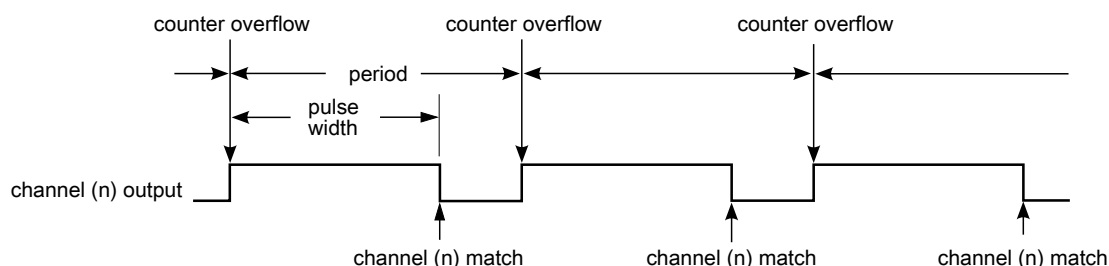 counter overflow
counter overflow
counter overflow
period
pulse
width
channel (n) output
channel (n) match
channel (n) match
channel (n) match